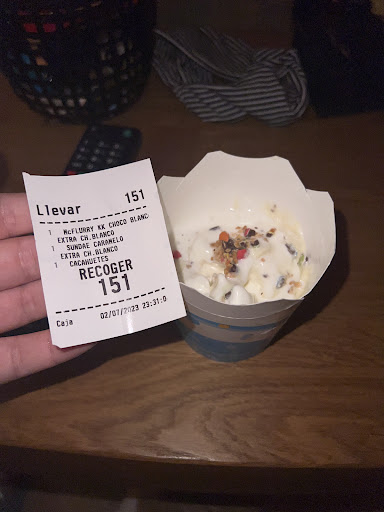 Llevar 151
1 McFLURRY KK CHOCO BLANC
EXTRA CH.BLANCO
1 SUNDAE CARAMELO
EXTRA CH.BLANCO
1 CACAHUETES
RECOGER
151
Caja 02/07/2023 23:31:0